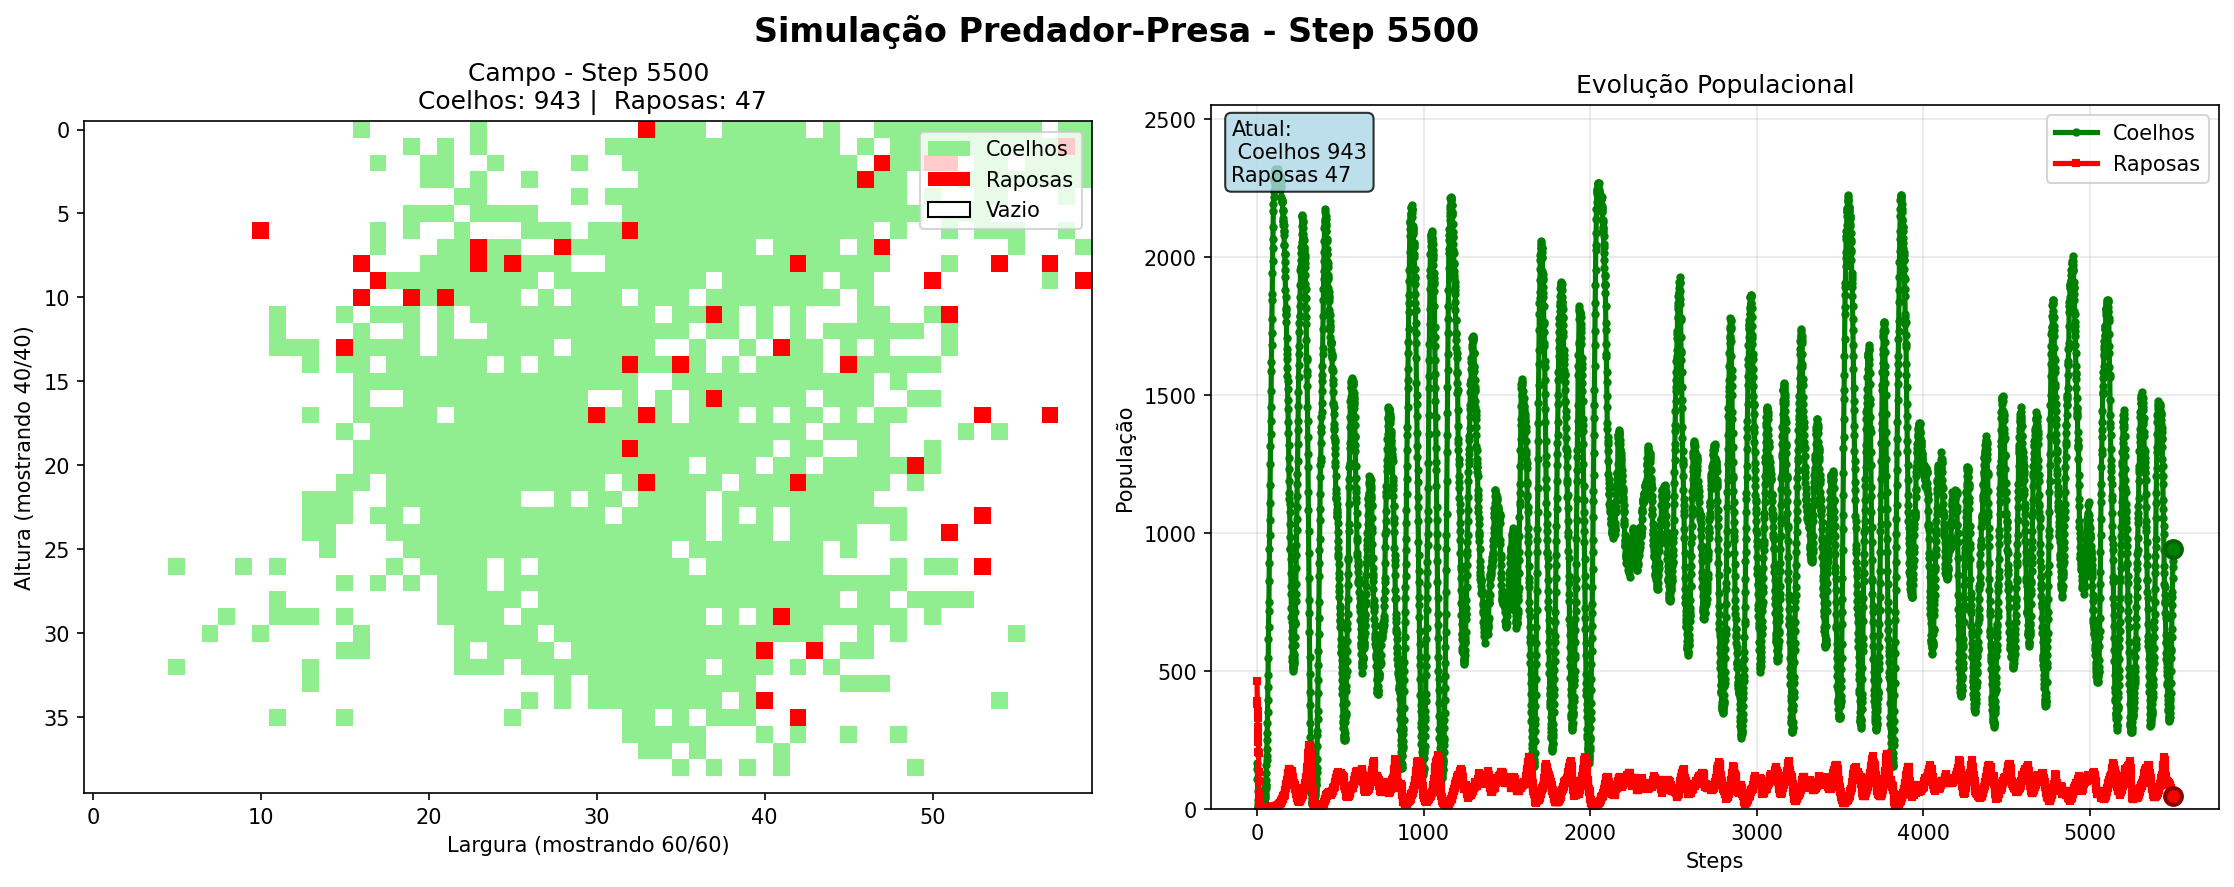 Simulação Predador-Presa - Step 5500
Campo - Step 5500
Coelhos: 943 |  Raposas: 47
0
5
10
15
20
25
30
35
Altura (mostrando 40/40)
0
10
20
30
40
50
Largura (mostrando 60/60)
Coelhos
Raposas
Vazio
Evolução Populacional
2500
2000
1500
1000
500
0
População
0
1000
2000
3000
4000
5000
Steps
Atual:
Coelhos 943
Raposas 47
Coelhos
Raposas